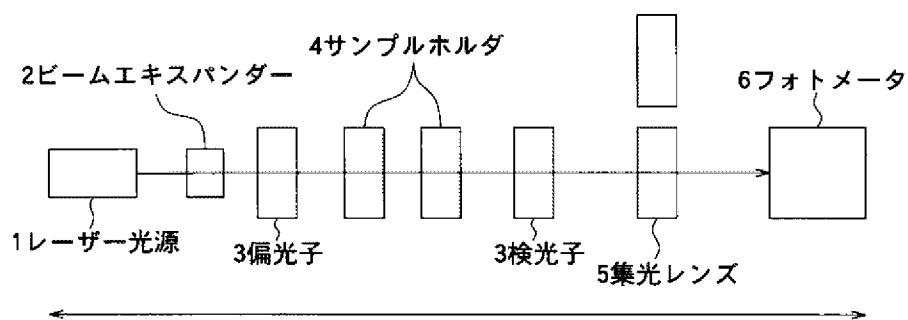 4サンプルホルダ
2ビームエキスパンダー
6フォトメータ
1レーザー光源
3偏光子
3検光子
5集光レンズ